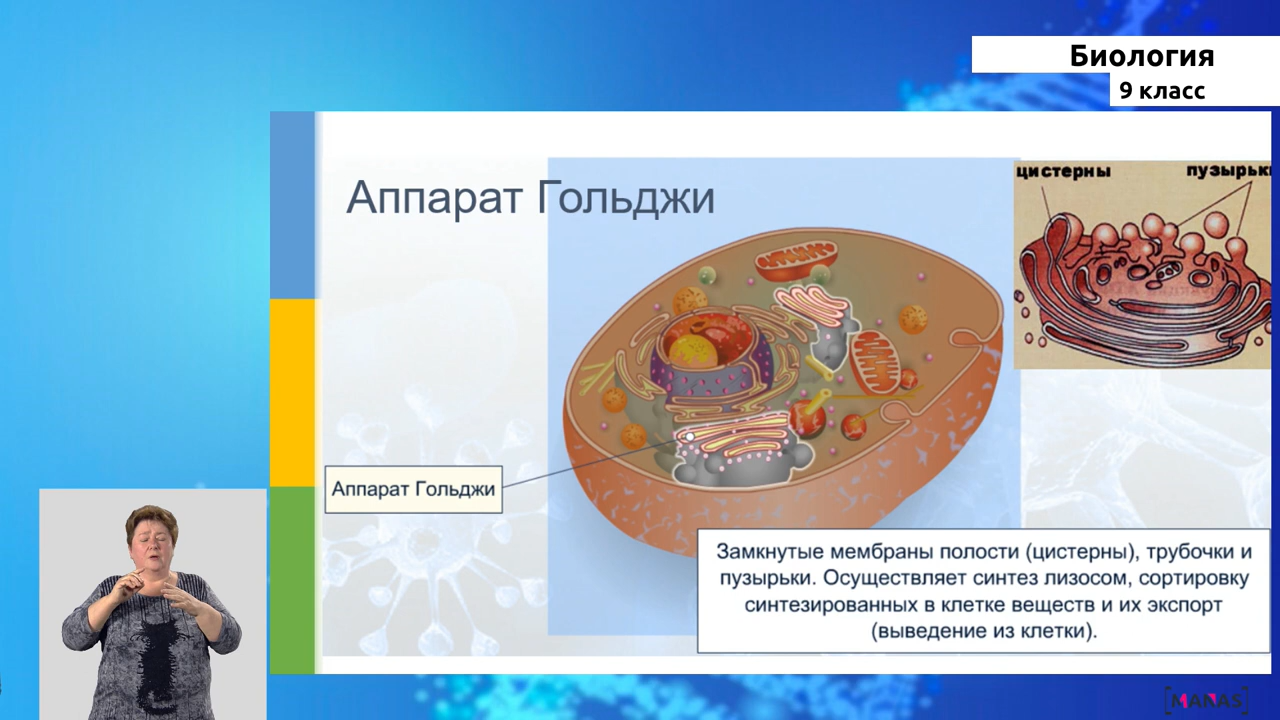 Биология
9 класс
Аппарат Гольджи
цистерны
пузырьки
Аппарат Гольджи
Замкнутые мембраны полости (цистерны), трубочки и
пузырьки. Осуществляет синтез лизосом, сортировку
синтезированных в клетке веществ и их экспорт
(выведение из клетки).
MANAS